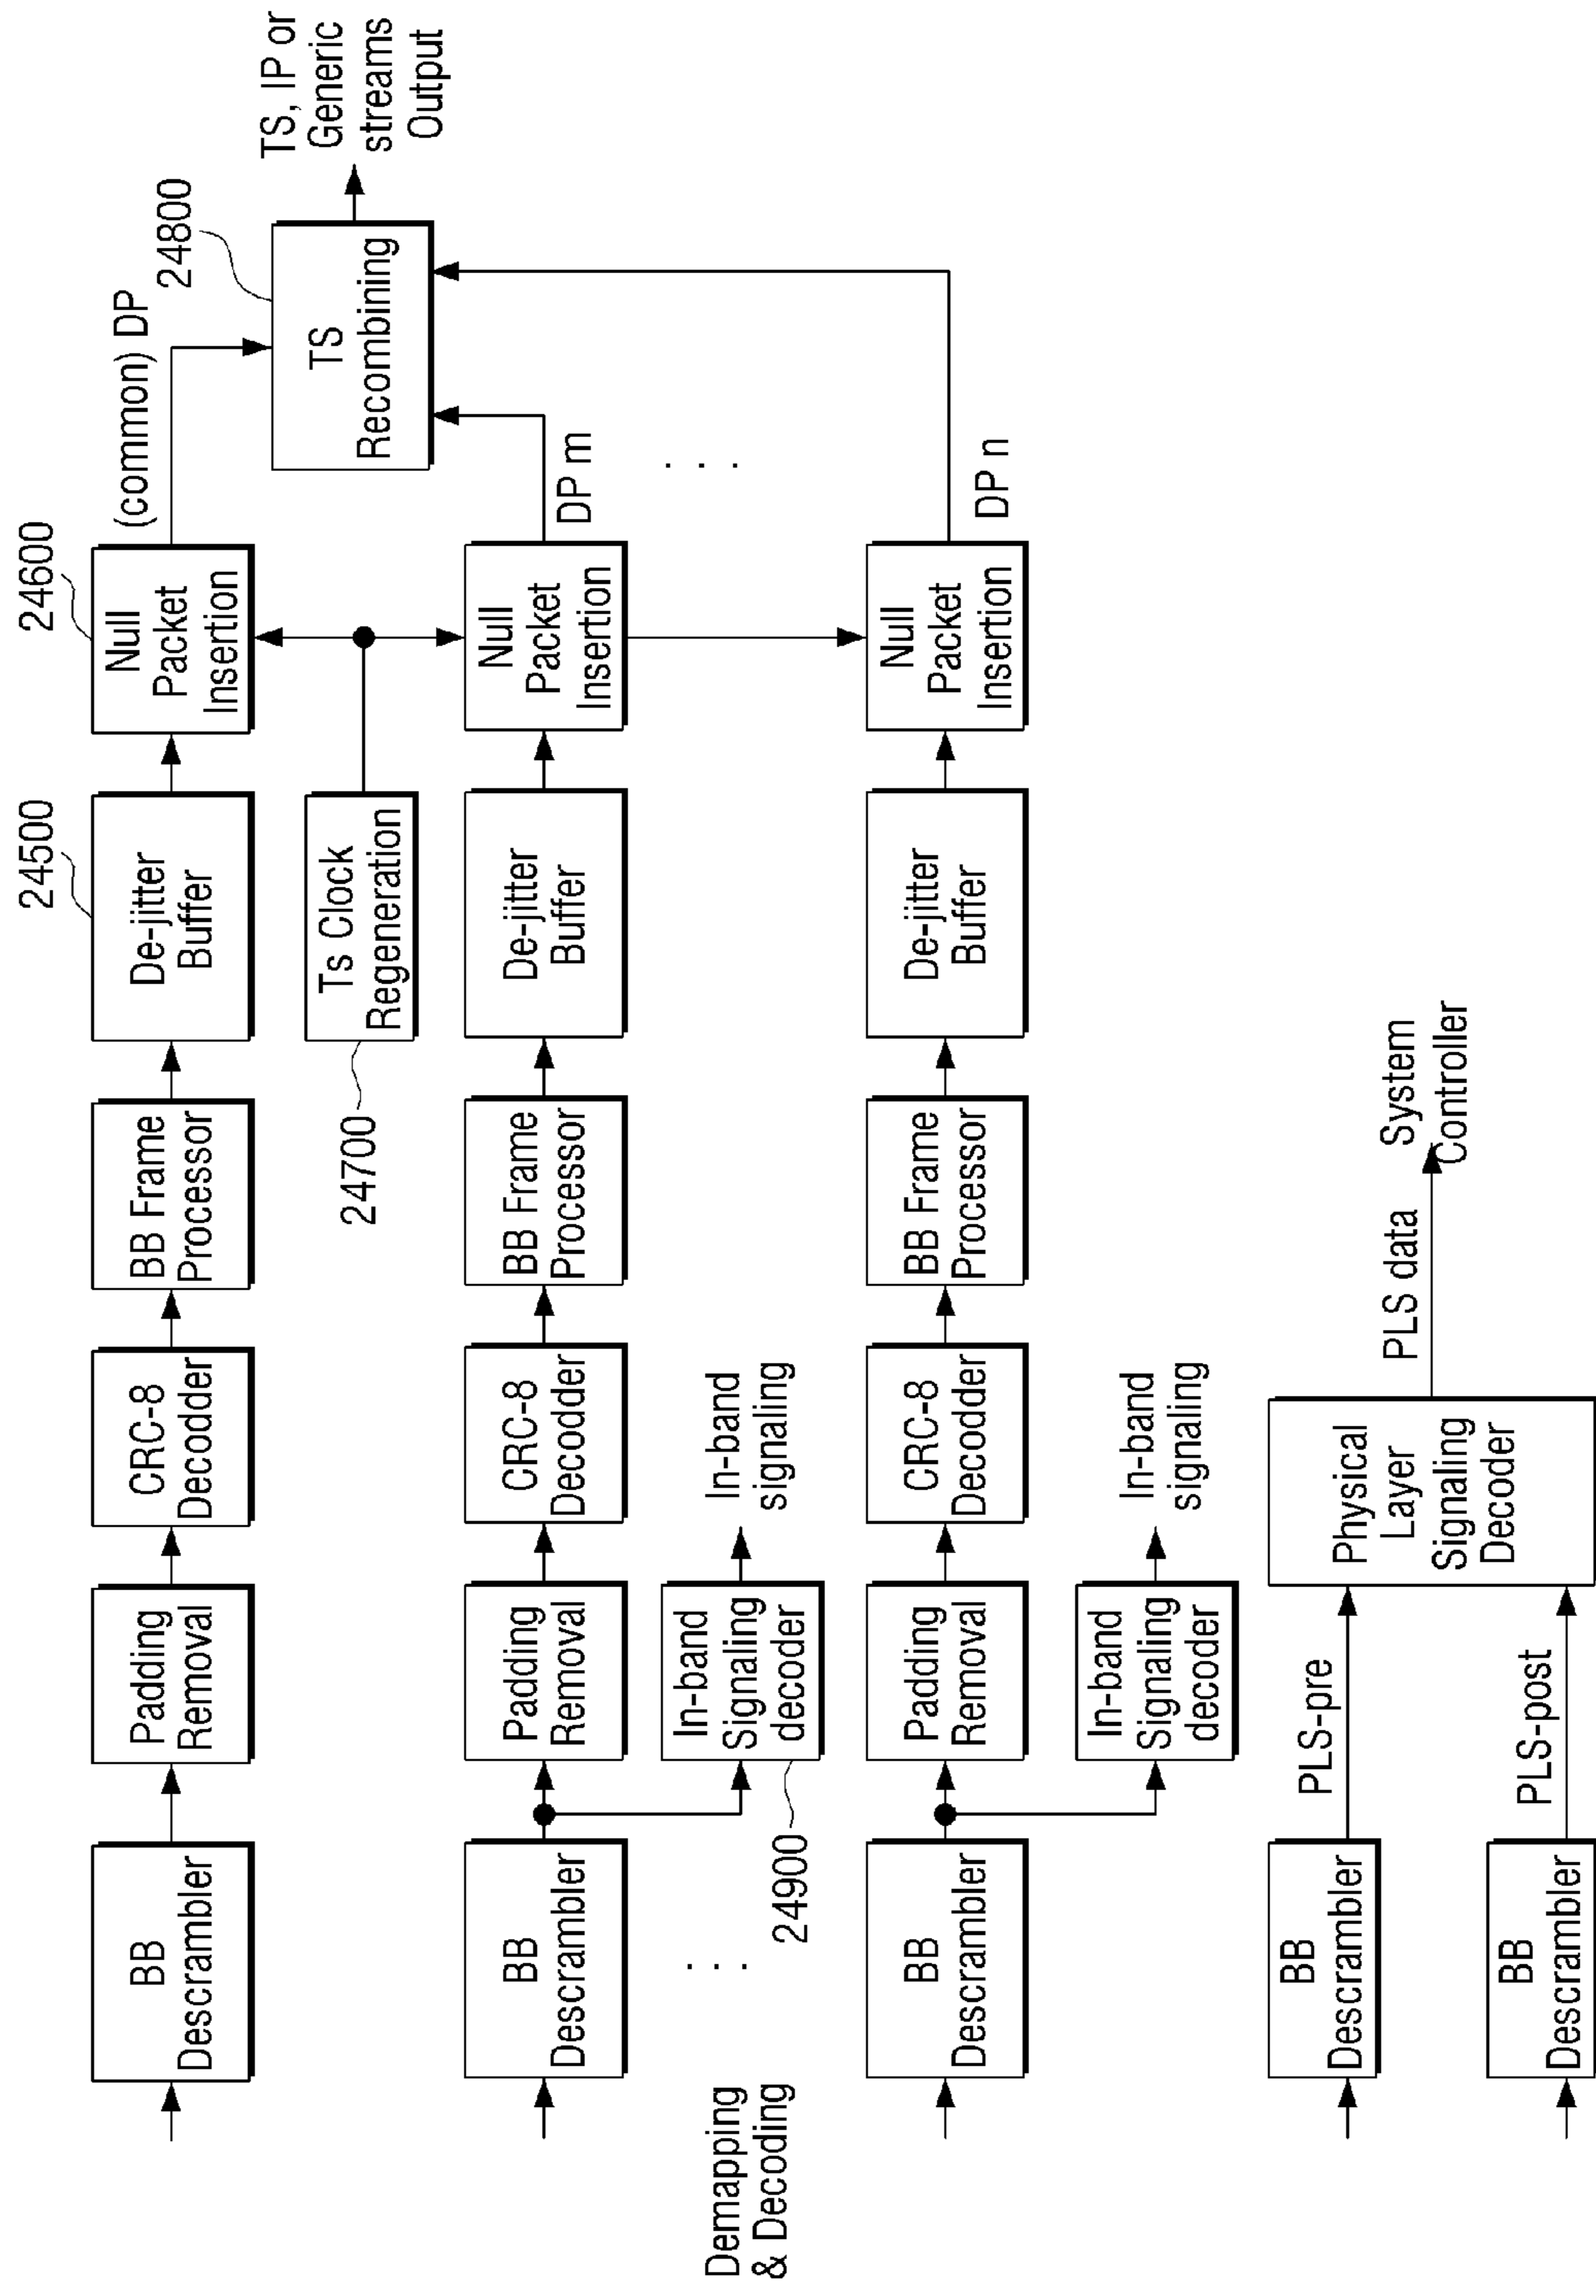 24500
24600
24800
BB
Descrambler
Padding
Removal
CRC-8
Decodder
BB Frame
Processor
De-jitter
Buffer
Null
Packet
Insertion
(common) DP
TS
Recombining
TS, IP or
Generic
streams
Output
24700
Ts Clock
Regeneration
BB
Descrambler
Padding
Removal
CRC-8
Decodder
BB Frame
Processor
De-jitter
Buffer
Null
Packet
Insertion
DP m
24900
In-band
Signaling
decoder
In-band
signaling
. . .
. . .
Demapping
& Decoding
BB
Descrambler
Padding
Removal
CRC-8
Decodder
BB Frame
Processor
De-jitter
Buffer
Null
Packet
Insertion
DP n
In-band
Signaling
decoder
In-band
signaling
BB
Descrambler
PLS-pre
Physical
Layer
Signaling
Decoder
PLS data
System
Controller
BB
Descrambler
PLS-post